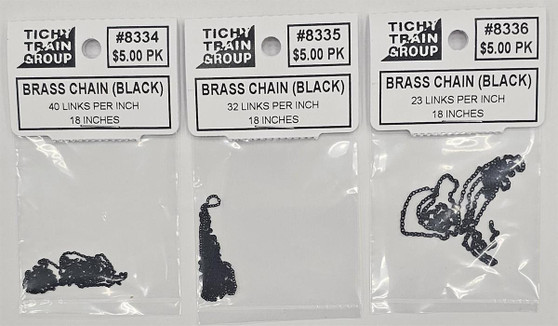 TICHY
TRAIN
GROUP
#8334
$5.00 PK
BRASS CHAIN (BLACK)
40 LINKS PER INCH
18 INCHES
TICHY
TRAIN
GROUP
#8335
$5.00 PK
BRASS CHAIN (BLACK)
32 LINKS PER INCH
18 INCHES
TICHY
TRAIN
GROUP
#8336
$5.00 PK
BRASS CHAIN (BLACK)
23 LINKS PER INCH
18 INCHES